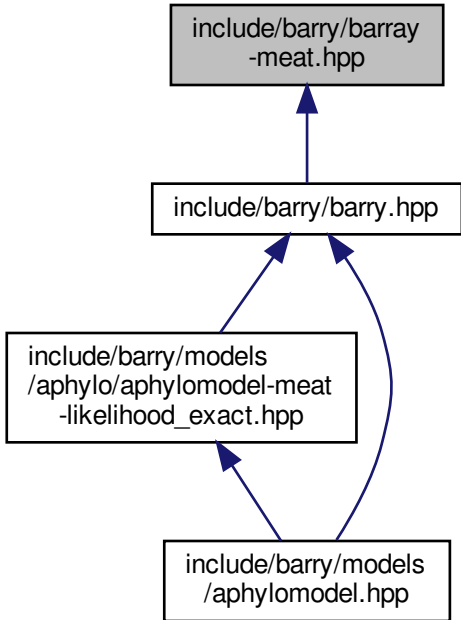 include/barry/barray
-meat.hpp
include/barry/barry.hpp
include/barry/models
/aphylo/aphylomodel-meat
-likelihood_exact.hpp
include/barry/models
/aphylomodel.hpp